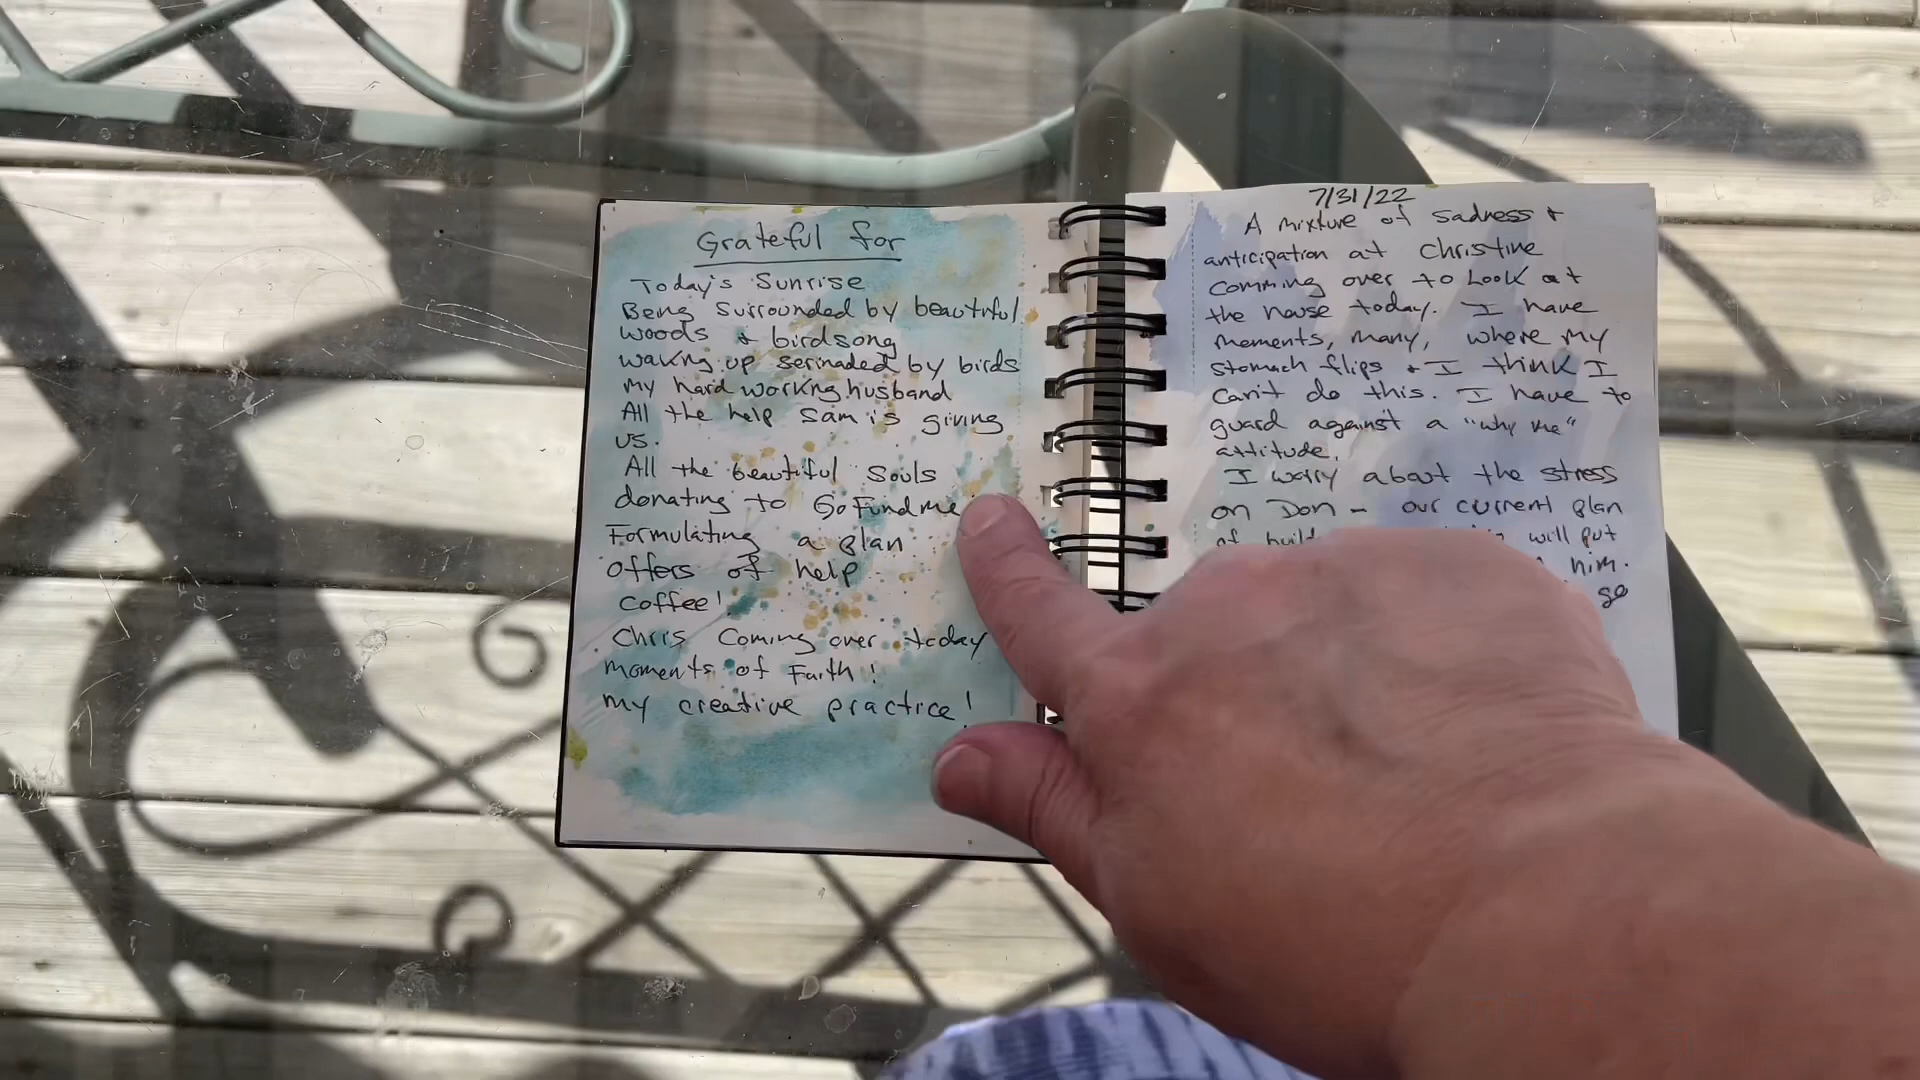 Grateful for
Today's Sunrise
Being Surrounded by beautiful
woods + birdsong
waking up serinaded by birds
my hard working husband
All the help Sam is giving
us.
All the beautiful Souls
donating to GoFundme
Formulating a plan
offers of help
coffee!
Chris Coming over today
moments of Faith!
my creative practice!
7/31/22
A mixture of sadness +
anticipation at Christine
comming over to Look at
the house today. I have
moments, many, where my
stomach flips + I think I
can't do this. I have to
guard against a "why me"
attitude.
I worry about the stress
on Don - our current plan
of will put
him.